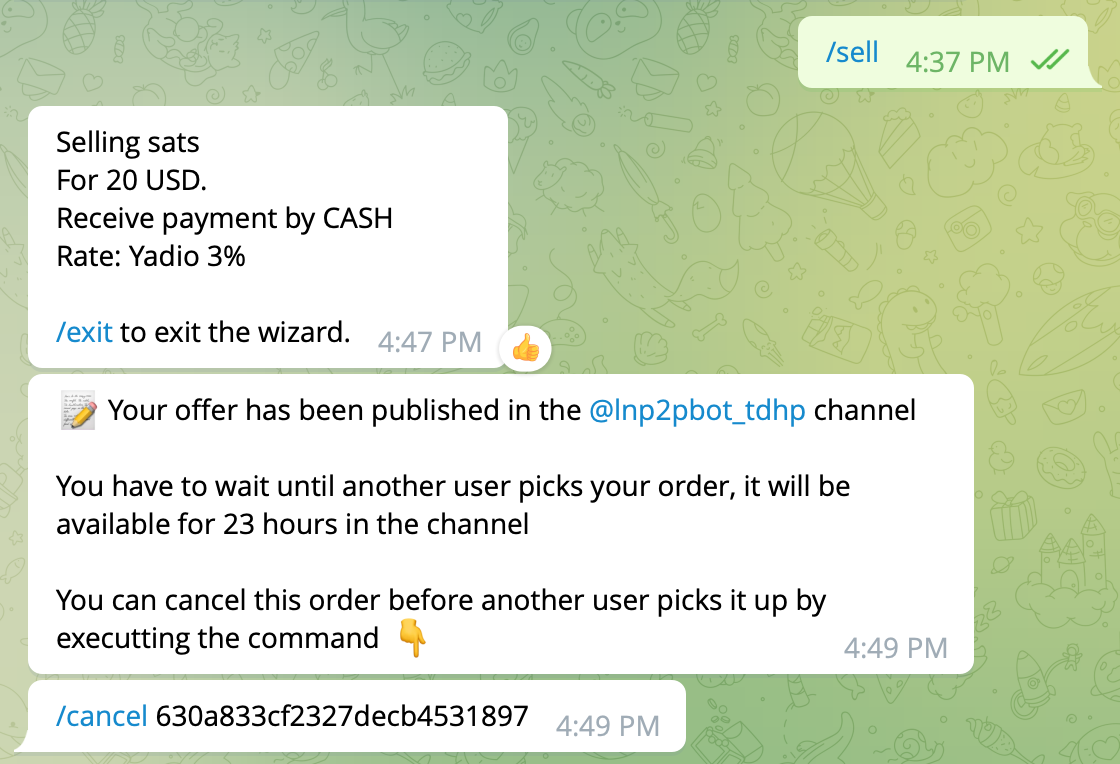 /sell 4:37 PM
Selling sats
For 20 USD.
Receive payment by CASH
Rate: Yadio 3%
/exit to exit the wizard. 4:47 PM
Your offer has been published in the @lnp2pbot_tdhp channel
You have to wait until another user picks your order, it will be
available for 23 hours in the channel
You can cancel this order before another user picks it up by
executting the command
4:49 PM
/cancel 630a833cf2327decb4531897 4:49 PM